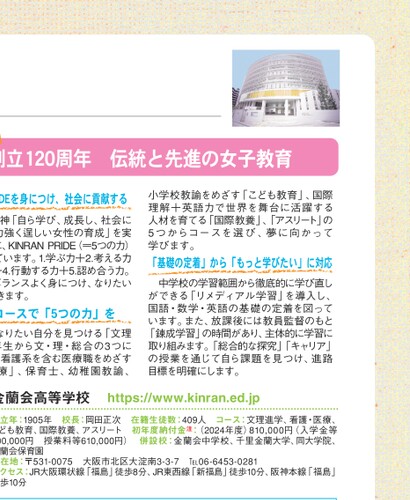 創立120周年　伝統と先進の女子教育
IDEを身につけ、社会に貢献する
神「自ら学び、成長し、社会に
力強く逞しい女性の育成」を実
に、KINRAN PRIDE（＝5つの力）
ています。1.学ぶ力＋2.考える力
＋4.行動する力＋5.認め合う力。
バランスよく身につけ、なりたい
きます。
コースで「5つの力」を
なりたい自分を見つける「文理
年生から文・理・総合の3つに
看護系を含む医療職をめざす
療」、保育士、幼稚園教諭、
小学校教諭をめざす「こども教育」、国際
理解＋英語力で世界を舞台に活躍する
人材を育てる「国際教養」、「アスリート」の
5つからコースを選び、夢に向かって
学びます。
「基礎の定着」から「もっと学びたい」に対応
中学校の学習範囲から徹底的に学び直し
ができる「リメディアル学習」を導入し、
国語・数学・英語の基礎の定着を図って
います。また、放課後には教員監督のもと
「錬成学習」の時間があり、主体的に学習に
取り組みます。「総合的な探究」「キャリア」
の授業を通じて自ら課題を見つけ、進路
目標を明確にします。
金蘭会高等学校　https://www.kinran.ed.jp
立年：1905年　校長：岡田正次　在籍生徒数：409人　コース：文理進学、看護・医療、
ども教育、国際教養、アスリート　初年度納付金：（2024年度）810,000円（入学金等
00,000円　授業料等610,000円）　併設校：金蘭会中学校、千里金蘭大学、同大学院、
蘭会保育園
在地：〒531-0075　大阪市北区大淀南3-3-7　TEL06-6453-0281
クセス：JR大阪環状線「福島」徒歩8分、JR東西線「新福島」徒歩10分、阪神本線「福島」
歩10分